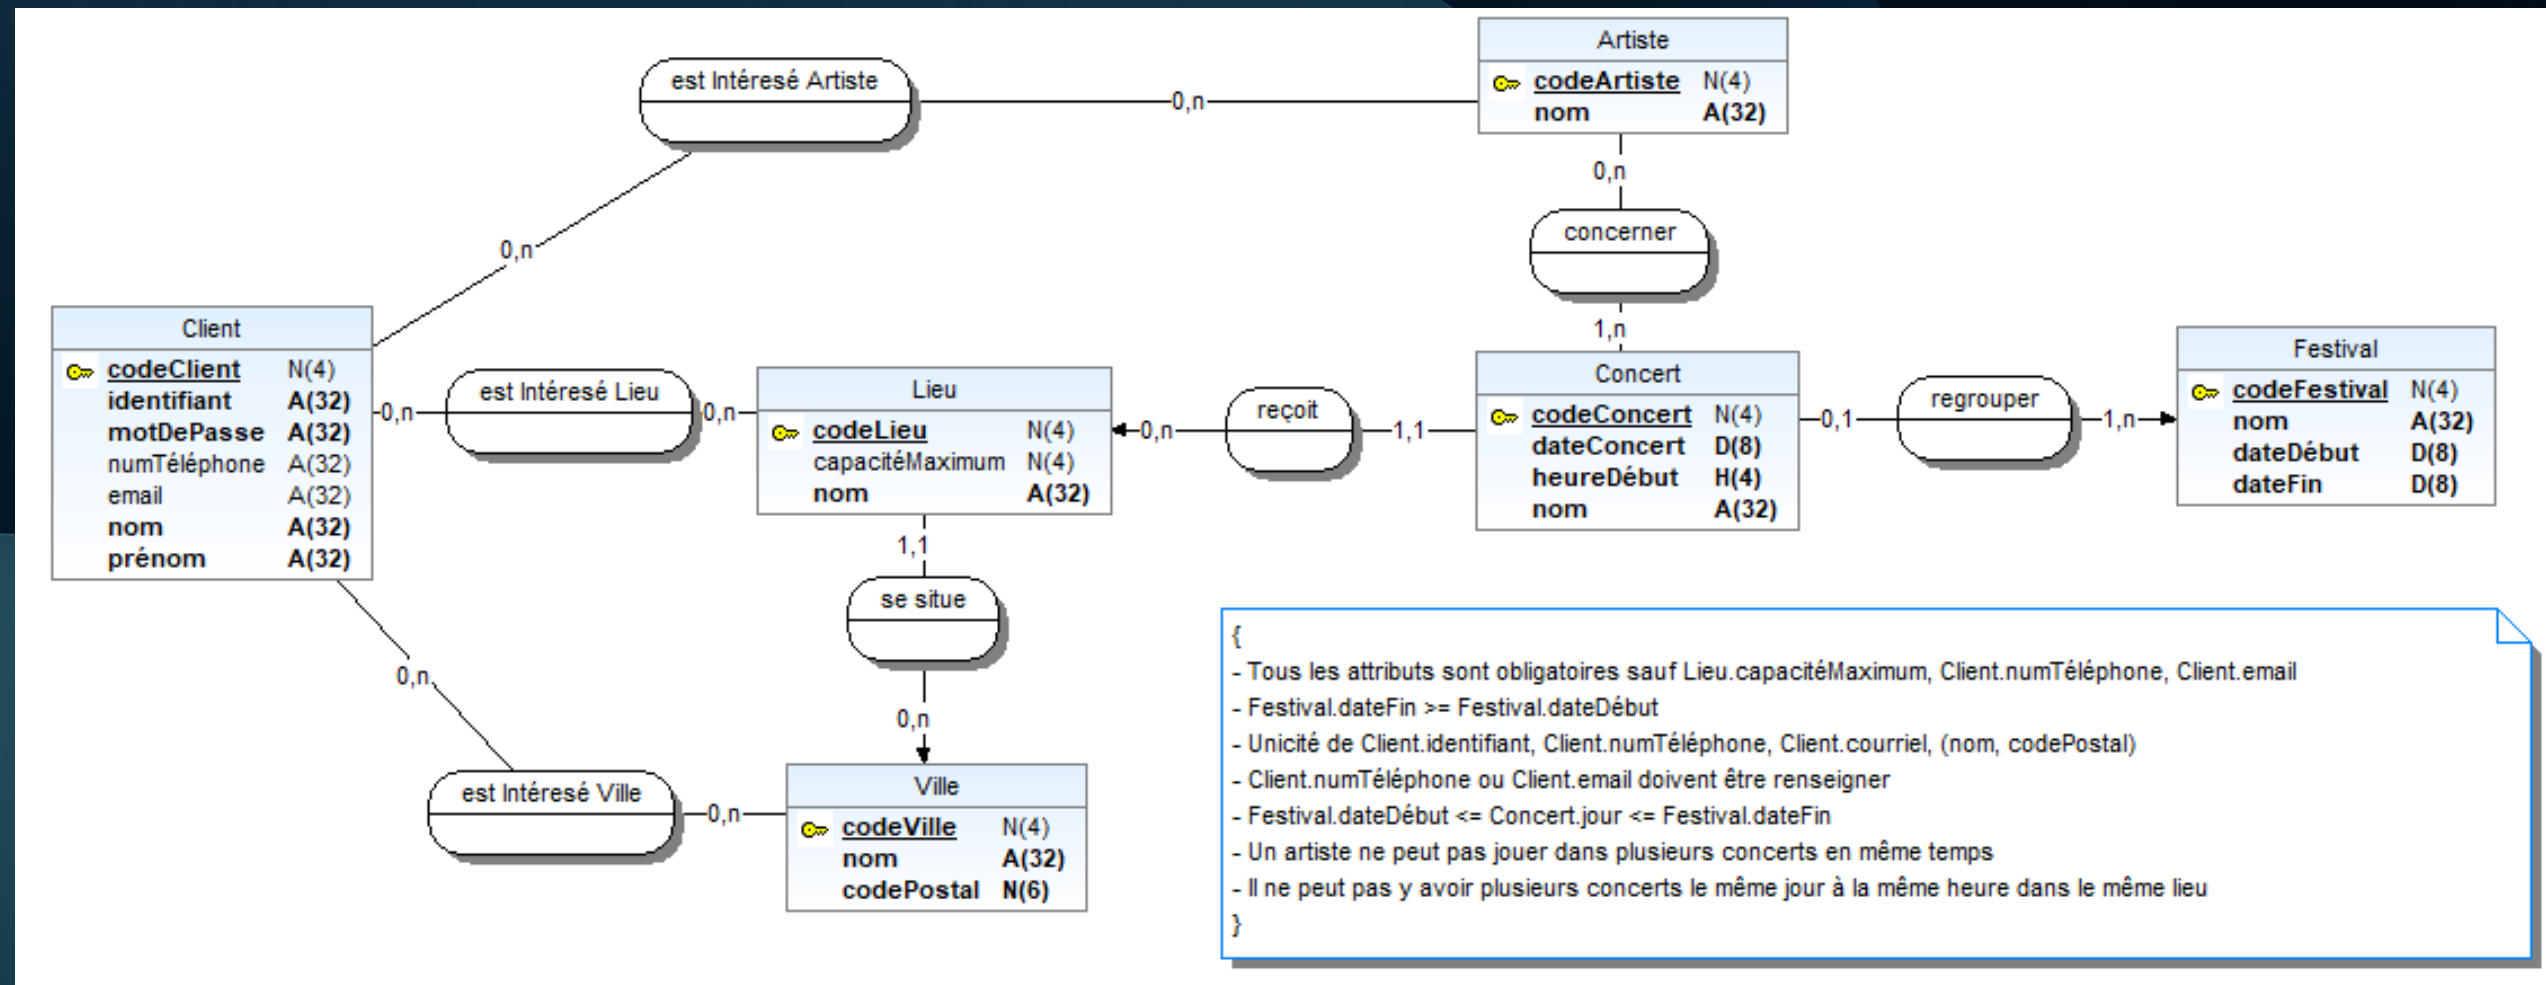 Artiste
codeArtiste N(4)
nom A(32)
est Intéresé Artiste
0,n
0,n
0,n
concerner
1,n
Client
codeClient N(4)
identifiant A(32)
motDePasse A(32)
numTéléphone A(32)
email A(32)
nom A(32)
prénom A(32)
0,n
est Intéresé Lieu
0,n
Lieu
codeLieu N(4)
capacitéMaximum N(4)
nom A(32)
0,n
reçoit
1,1
Concert
codeConcert N(4)
dateConcert D(8)
heureDébut H(4)
nom A(32)
0,1
regrouper
1,n
Festival
codeFestival N(4)
nom A(32)
dateDébut D(8)
dateFin D(8)
1,1
se situe
0,n
0,n
est Intéresé Ville
0,n
Ville
codeVille N(4)
nom A(32)
codePostal N(6)
{
- Tous les attributs sont obligatoires sauf Lieu.capacitéMaximum, Client.numTéléphone, Client.email
- Festival.dateFin >= Festival.dateDébut
- Unicité de Client.identifiant, Client.numTéléphone, Client.courriel, (nom, codePostal)
- Client.numTéléphone ou Client.email doivent être renseigner
- Festival.dateDébut <= Concert.jour <= Festival.dateFin
- Un artiste ne peut pas jouer dans plusieurs concerts en même temps
- Il ne peut pas y avoir plusieurs concerts le même jour à la même heure dans le même lieu
}